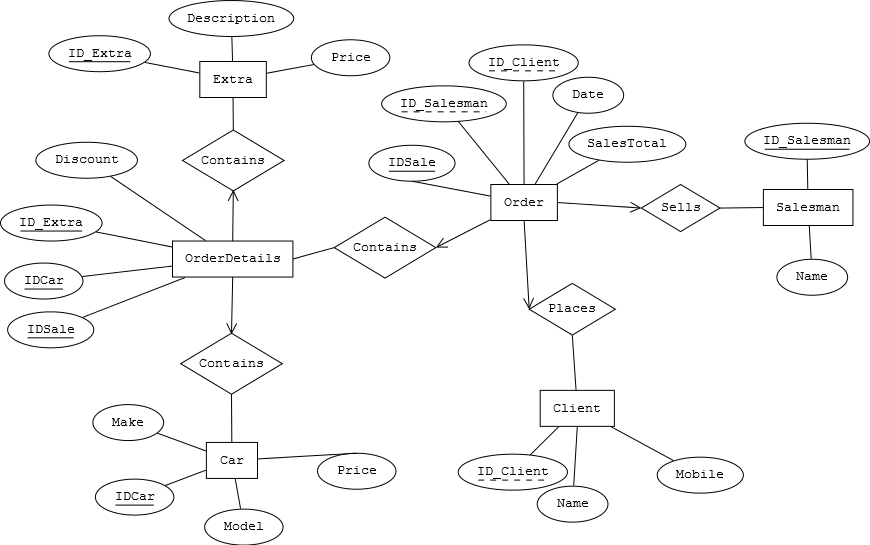 Description
ID_Extra
Price
Extra
ID_Client
Date
ID_Salesman
SalesTotal
ID_Salesman
Contains
Discount
IDSale
Order
Sells
Salesman
ID_Extra
Contains
OrderDetails
IDCar
Name
IDSale
Places
Contains
Client
Make
Car
Price
ID_Client
Mobile
IDCar
Name
Model